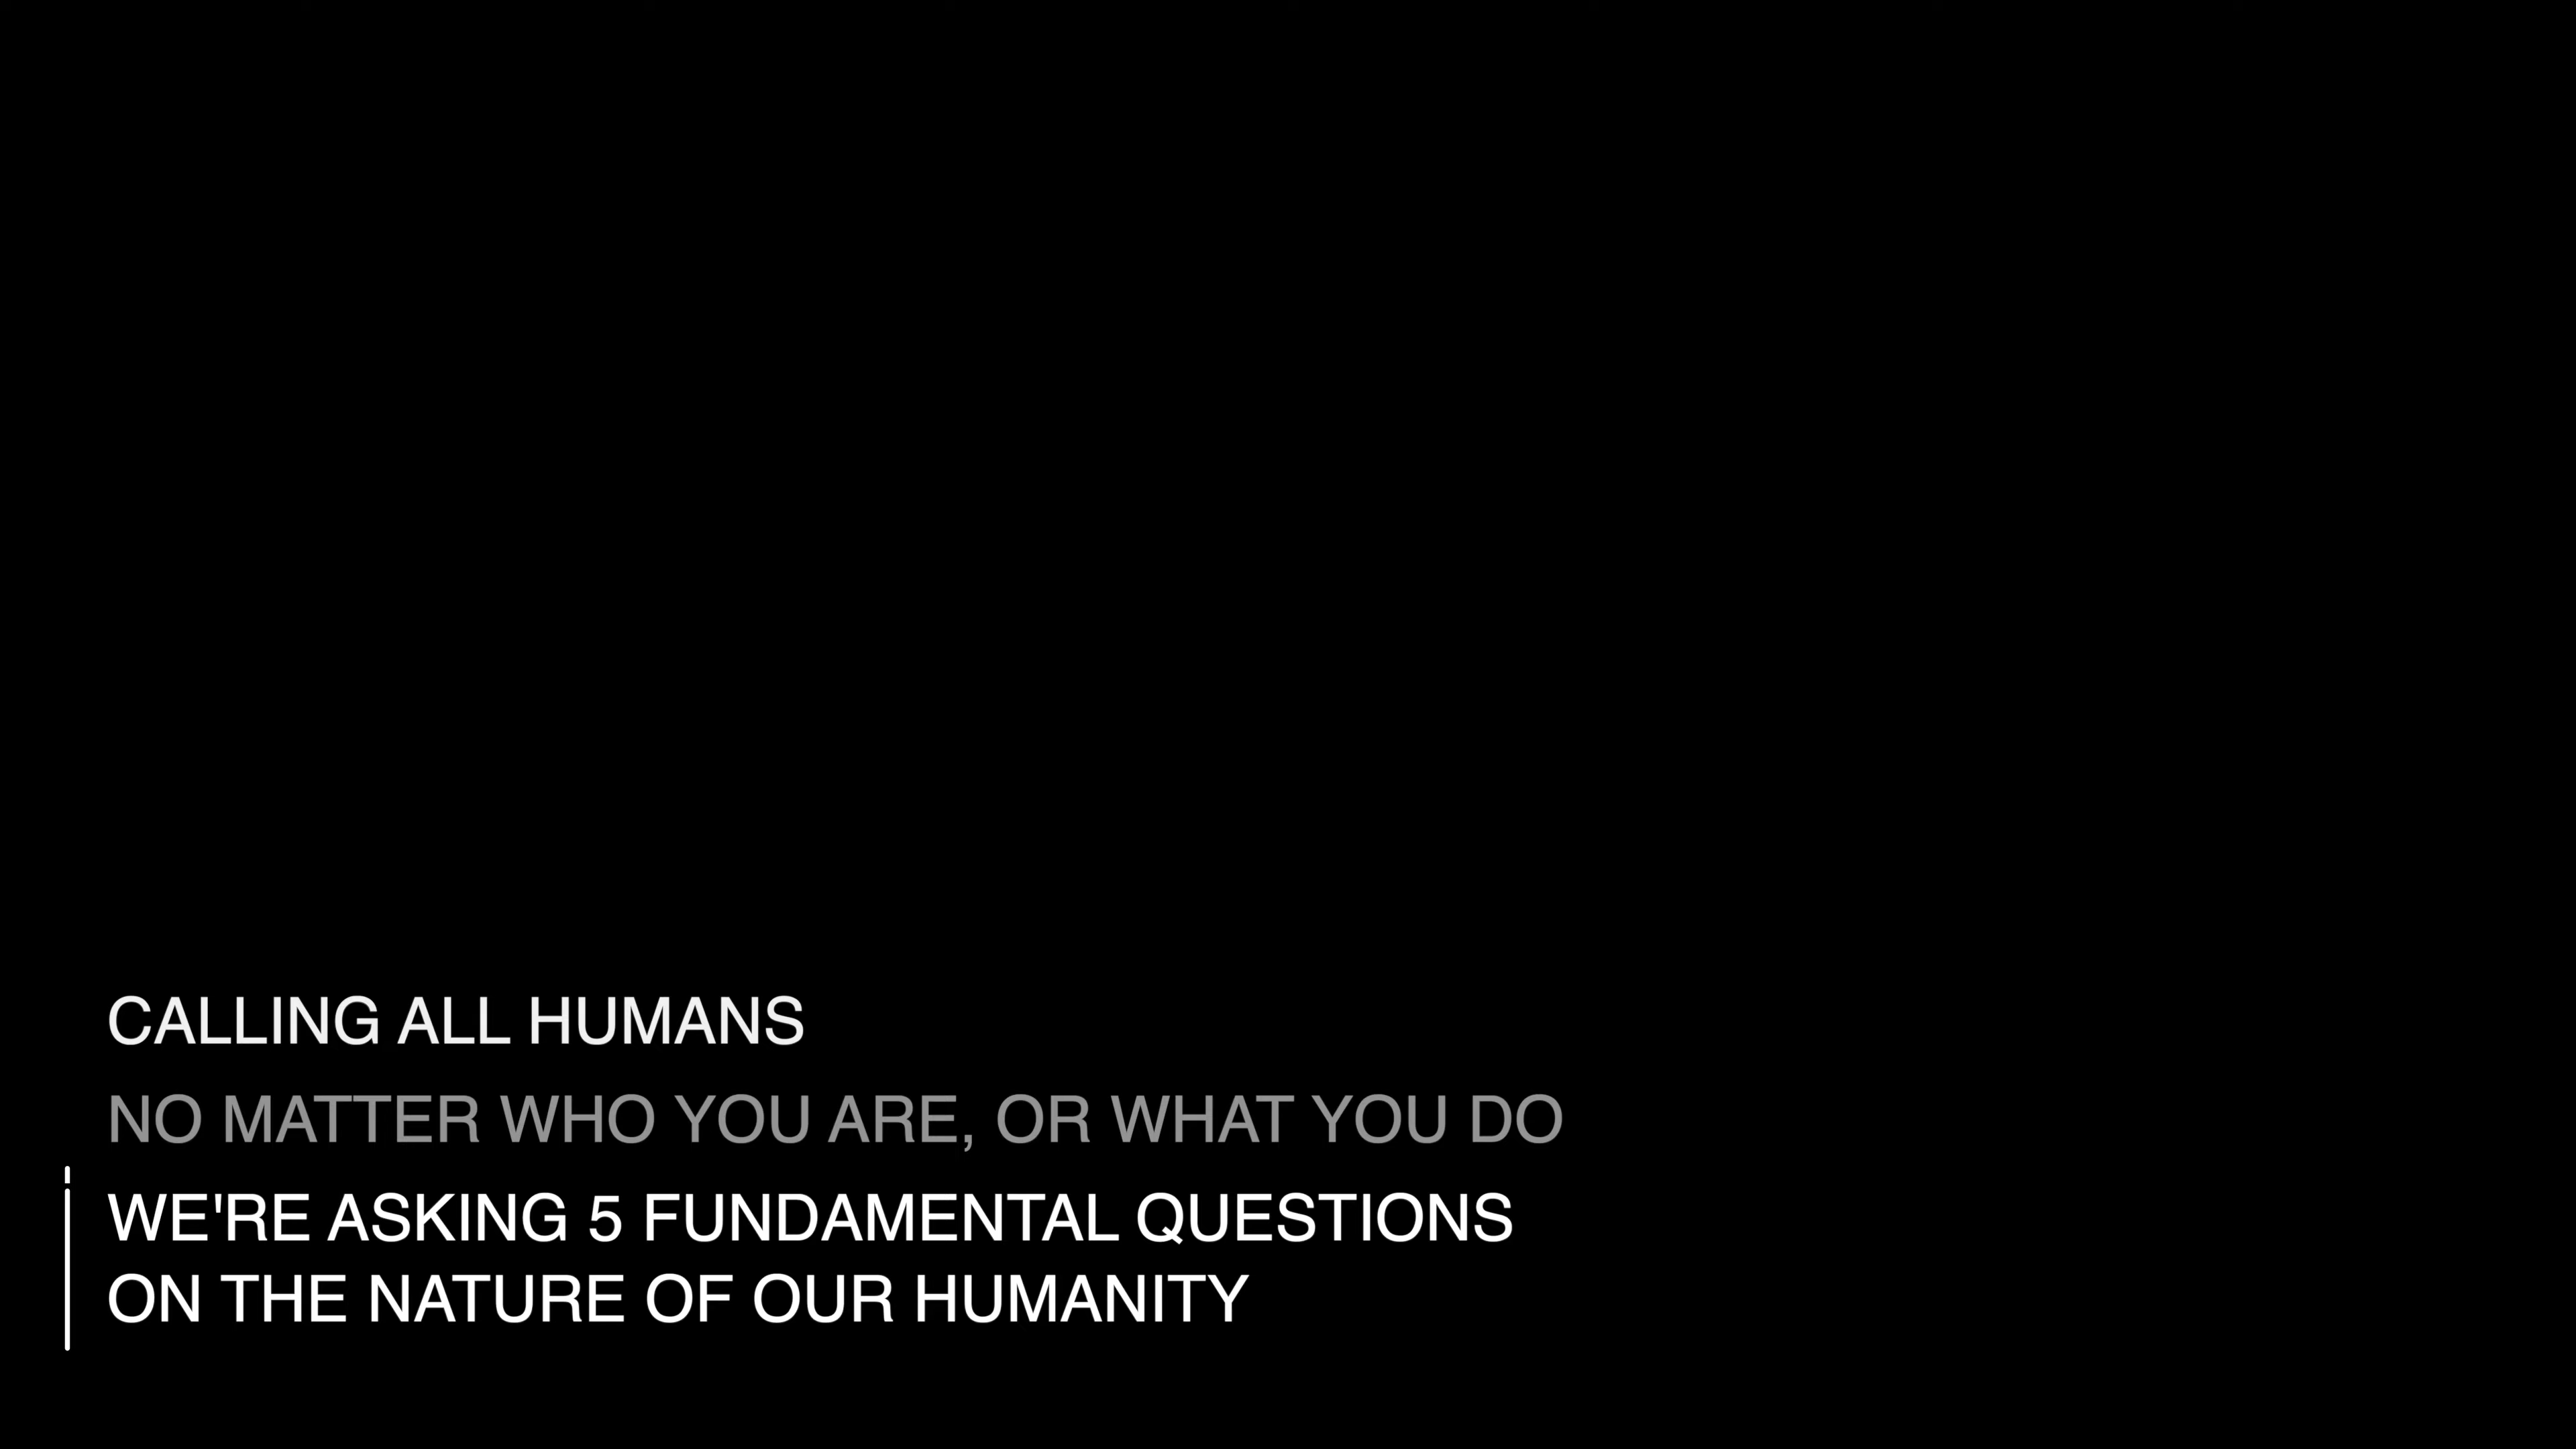 CALLING ALL HUMANS
NO MATTER WHO YOU ARE, OR WHAT YOU DO
WE'RE ASKING 5 FUNDAMENTAL QUESTIONS
ON THE NATURE OF OUR HUMANITY